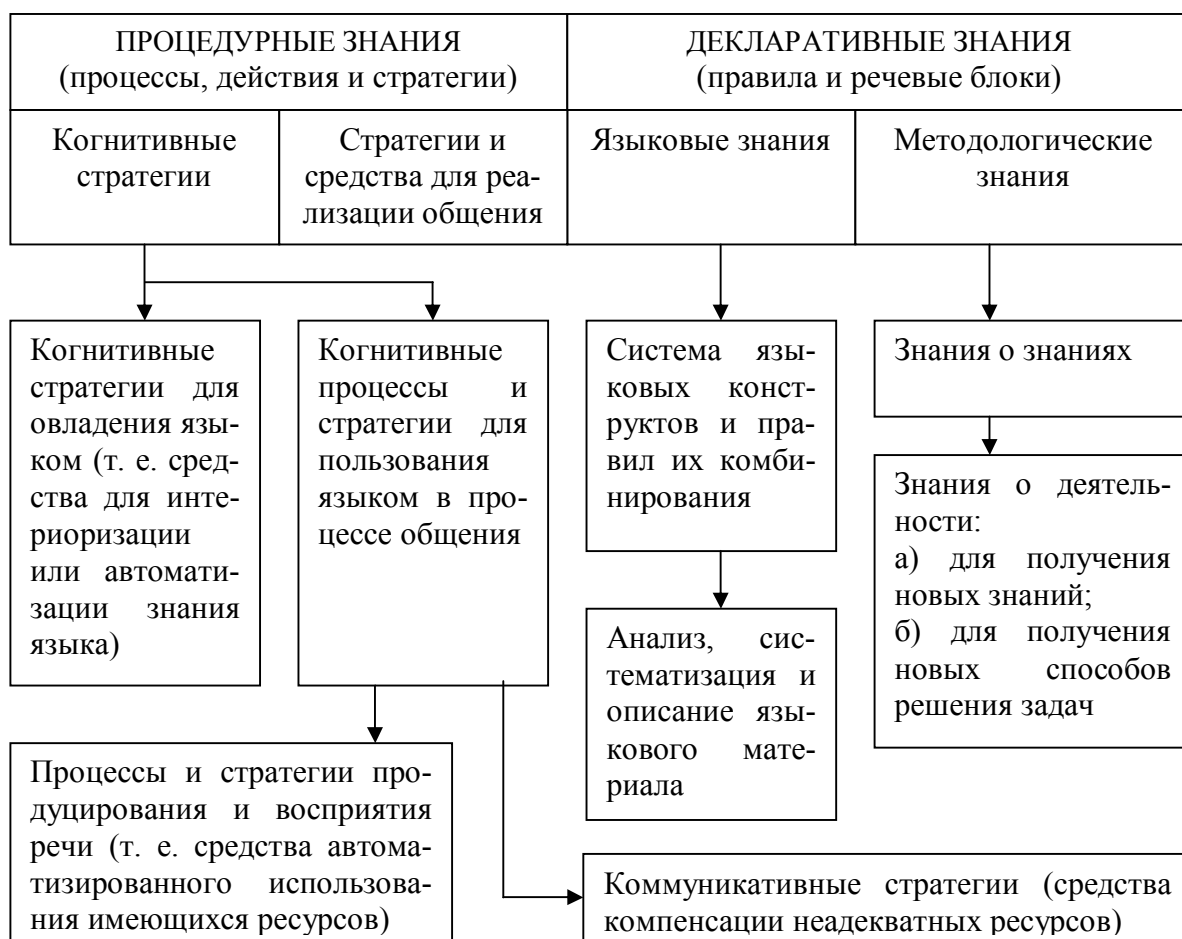 ПРОЦЕДУРНЫЕ ЗНАНИЯ
(процессы, действия и стратегии)
ДЕКЛАРАТИВНЫЕ ЗНАНИЯ
(правила и речевые блоки)
Когнитивные
стратегии
Стратегии и
средства для реа-
лизации общения
Языковые знания
Методологические
знания
Когнитивные
стратегии для
овладения язы-
ком (т. е. сред-
ства для инте-
риоризации
или автомати-
зации знания
языка)
Когнитивные
процессы и
стратегии для
пользования
языком в про-
цессе общения
Система язы-
ковых конст-
руктов и пра-
вил их комби-
нирования
Знания о знаниях
Знания о деятель-
ности:
а) для получения
новых знаний;
б) для получения
новых способов
решения задач
Анализ, сис-
тематизация и
описание язы-
кового мате-
риала
Процессы и стратегии про-
дуцирования и восприятия
речи (т. е. средства автома-
тизированного использова-
ния имеющихся ресурсов)
Коммуникативные стратегии (средства
компенсации неадекватных ресурсов)